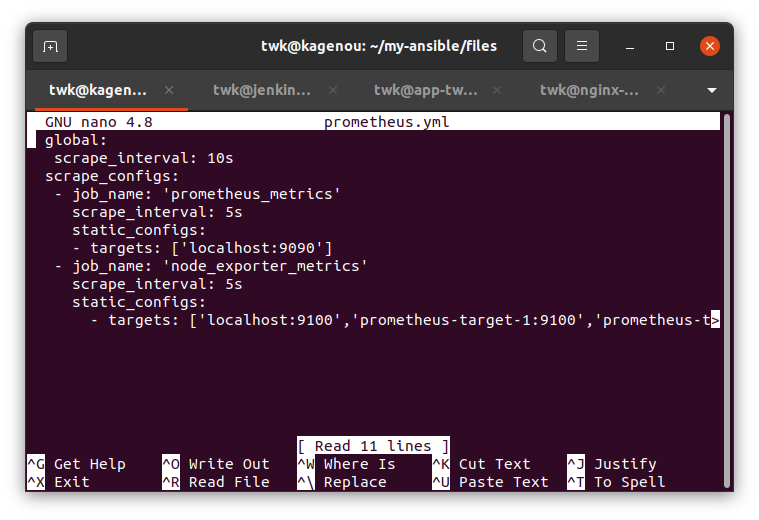 twk@kagenou: ~/my-ansible/files
twk@kagen... twk@jenkin... twk@app-tw... twk@nginx-...
GNU nano 4.8 prometheus.yml
global:
scrape_interval: 10s
scrape_configs:
- job_name: 'prometheus_metrics'
scrape_interval: 5s
static_configs:
- targets: ['localhost:9090']
- job_name: 'node_exporter_metrics'
scrape_interval: 5s
static_configs:
- targets: ['localhost:9100','prometheus-target-1:9100','prometheus-t>
[ Read 11 lines ]
^G Get Help ^O Write Out ^W Where Is ^K Cut Text ^J Justify
^X Exit ^R Read File ^\ Replace ^U Paste Text ^T To Spell